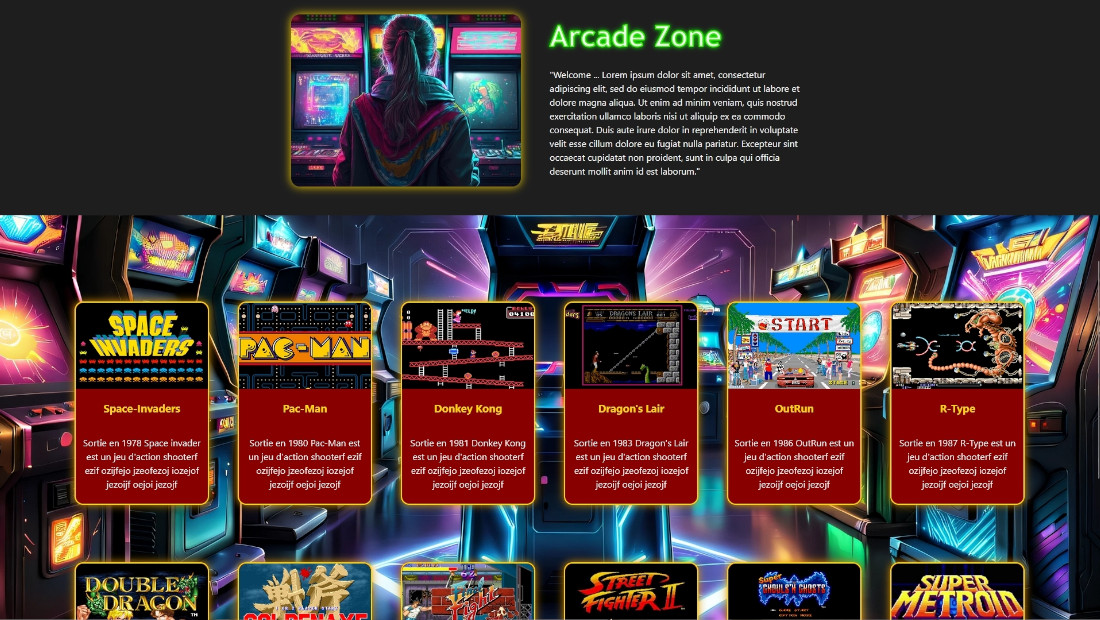 Arcade Zone
"Welcome ... Lorem ipsum dolor sit amet, consectetur
adipiscing elit, sed do eiusmod tempor incididunt ut labore et
dolore magna aliqua. Ut enim ad minim veniam, quis nostrud
exercitation ullamco laboris nisi ut aliquip ex ea commodo
consequat. Duis aute irure dolor in reprehenderit in voluptate
velit esse cillum dolore eu fugiat nulla pariatur. Excepteur sint
occaecat cupidatat non proident, sunt in culpa qui officia
deserunt mollit anim id est laborum."
SPACE
INVADERS
Space-Invaders
Sortie en 1978 Space invader
est un jeu d'action shooterf
ezif ozijfejo jzeofezoj iozejof
jezoijf oejoi jezojf
PAC-MAN
Pac-Man
Sortie en 1980 Pac-Man est
un jeu d'action shooterf ezif
ozijfejo jzeofezoj iozejof
jezoijf oejoi jezojf
Donkey Kong
Sortie en 1981 Donkey Kong
est un jeu d'action shooterf
ezif ozijfejo jzeofezoj iozejof
jezoijf oejoi jezojf
DRAGONS LAIR
Dragon's Lair
Sortie en 1983 Dragon's Lair
est un jeu d'action shooterf
ezif ozijfejo jzeofezoj iozejof
jezoijf oejoi jezojf
START
OutRun
Sortie en 1986 OutRun est un
jeu d'action shooterf ezif
ozijfejo jzeofezoj iozejof
jezoijf oejoi jezojf
R-Type
Sortie en 1987 R-Type est un
jeu d'action shooterf ezif
ozijfejo jzeofezoj iozejof
jezoijf oejoi jezojf
DOUBLE
DRAGON
TM
戦斧
GOLDEN AXE
Fight
STREET
FIGHTER II
Super
GHOULS'N GHOSTS
SUPER
METROID